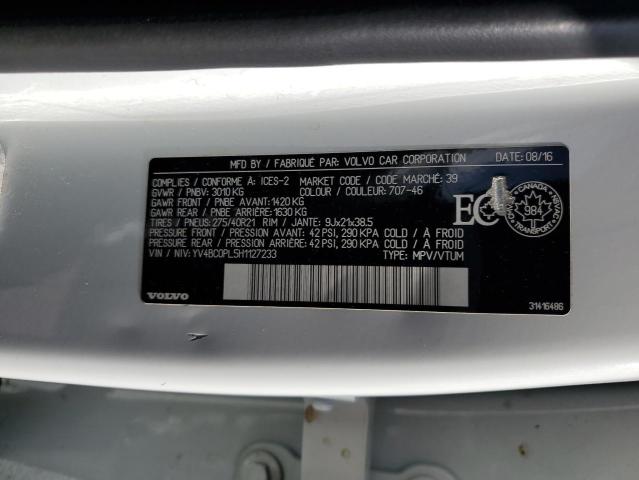 MFD BY / FABRIQUÉ PAR: VOLVO CAR CORPORATION DATE: 08/16
COMPLIES / CONFORME À: ICES-2 MARKET CODE / CODE MARCHÉ: 39
GVWR / PNBV: 3010 KG COLOUR / COULEUR: 707-46
GAWR FRONT / PNBE AVANT: 1420 KG
GAWR REAR / PNBE ARRIÈRE: 1630 KG
TIRES / PNEUS: 275/40R21 RIM / JANTE: 9Jx21x38.5
PRESSURE FRONT / PRESSION AVANT: 42 PSI, 290 KPA COLD / À FROID
PRESSURE REAR / PRESSION ARRIÈRE: 42 PSI, 290 KPA COLD / À FROID
VIN / NIV: YV4BC0PL5H1127233 TYPE: MPV/VTUM
EC
CANADA
984
TRANSPORT
VOLVO
31416486